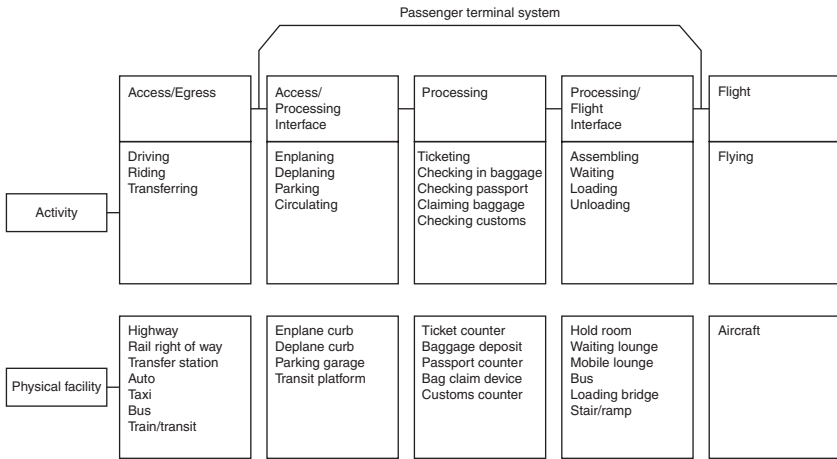 Passenger terminal system
Access/Egress
Access/
Processing
Interface
Processing
Processing/
Flight
Interface
Flight
Activity
Driving
Riding
Transferring
Enplaning
Deplaning
Parking
Circulating
Ticketing
Checking in baggage
Checking passport
Claiming baggage
Checking customs
Assembling
Waiting
Loading
Unloading
Flying
Physical facility
Highway
Rail right of way
Transfer station
Auto
Taxi
Bus
Train/transit
Enplane curb
Deplane curb
Parking garage
Transit platform
Ticket counter
Baggage deposit
Passport counter
Bag claim device
Customs counter
Hold room
Waiting lounge
Mobile lounge
Bus
Loading bridge
Stair/ramp
Aircraft